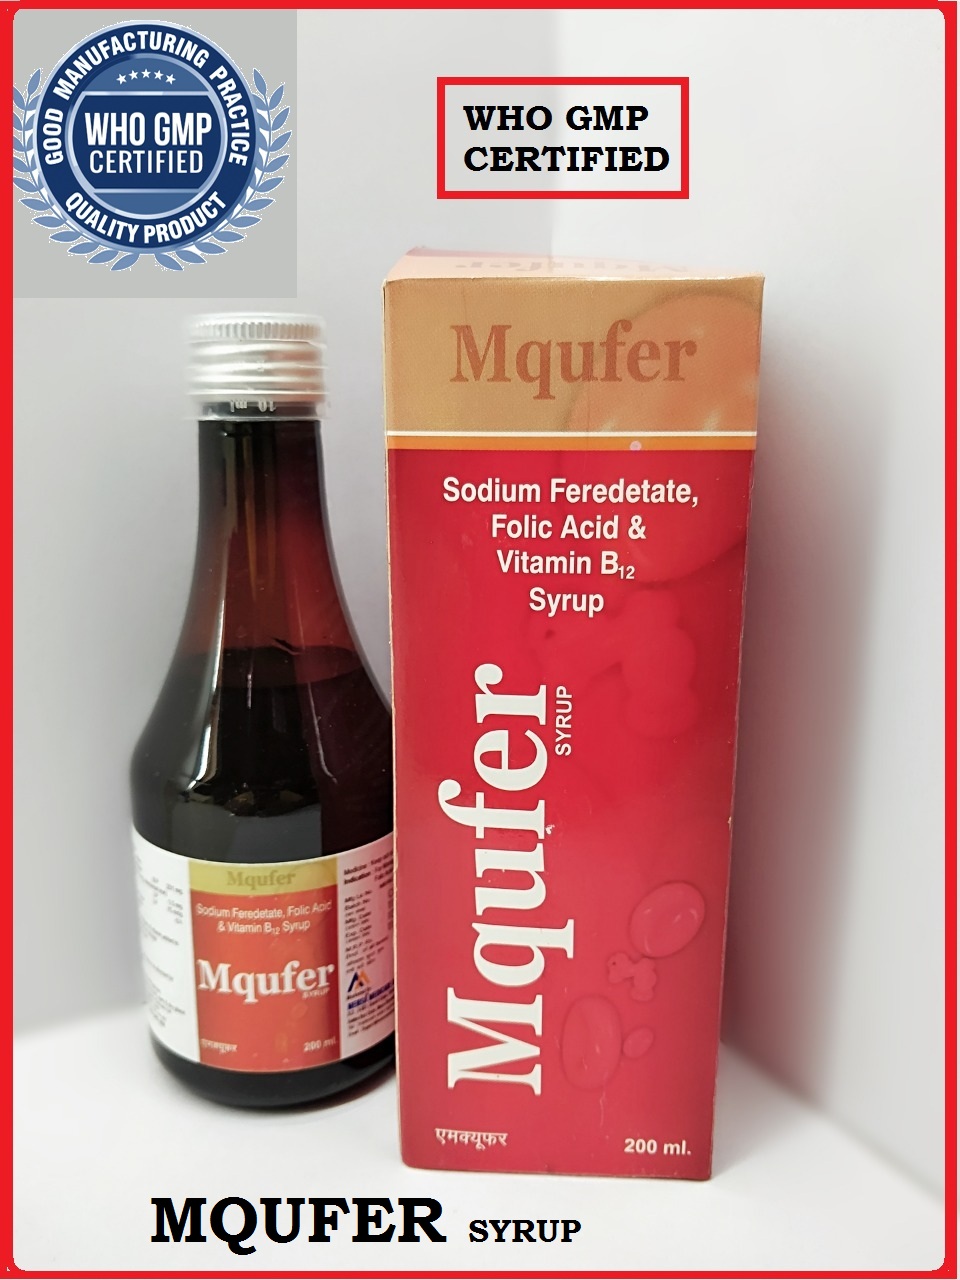 GOOD MANUFACTURING PRACTICE
WHO GMP
CERTIFIED
QUALITY PRODUCT
WHO GMP
CERTIFIED
Mqufer
Sodium Feredetate,
Folic Acid &
Vitamin B12
Syrup
Mqufer
SYRUP
एमक्यूफर
200 ml.
10 ml
Mqufer
Sodium Feredetate, Folic Acid
& Vitamin B12 Syrup
Mqufer
SYRUP
एमक्यूफर
200 ml.
MQUFER SYRUP